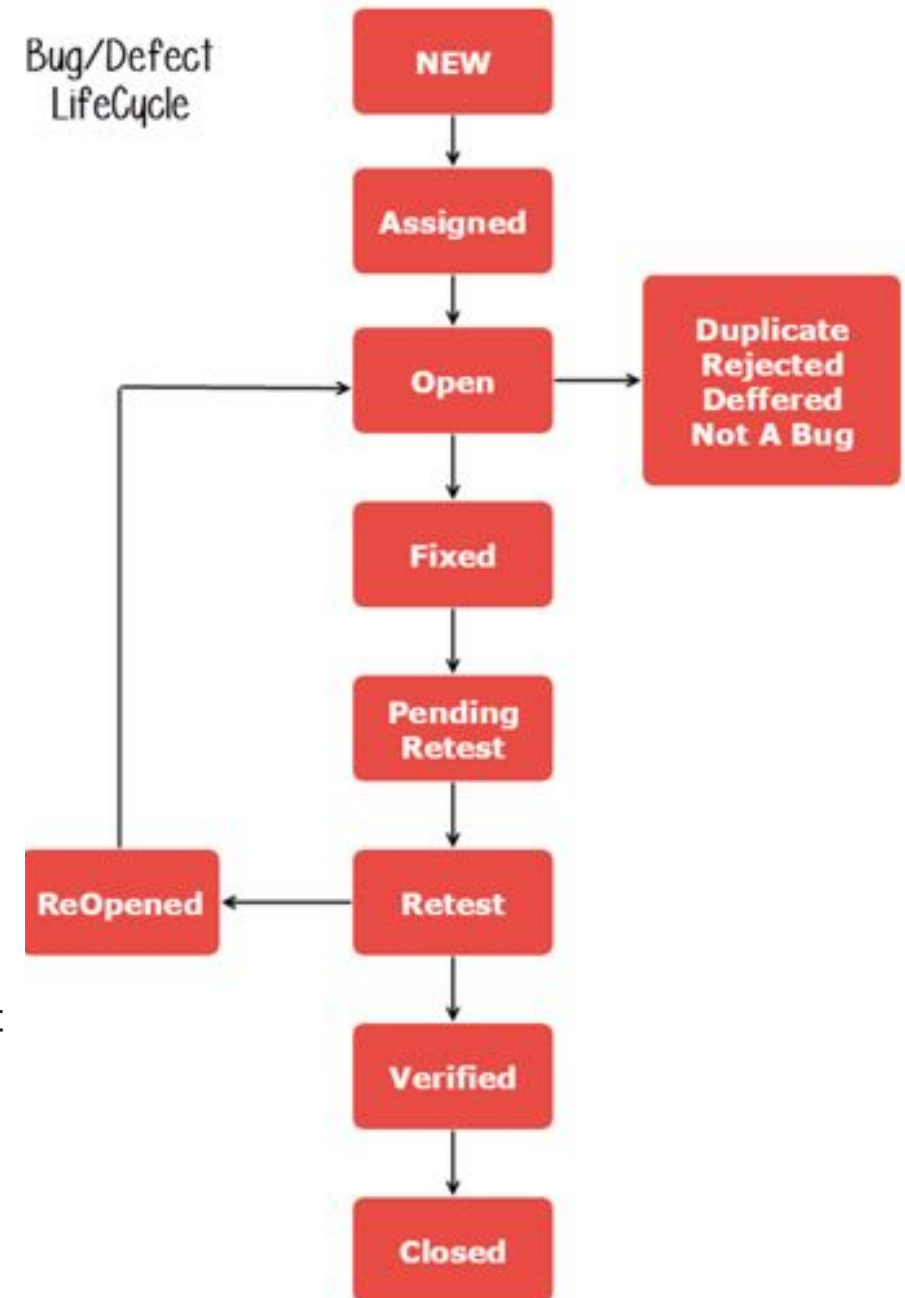 Bug/Defect
LifeCycle
NEW
Assigned
Open
Duplicate
Rejected
Deffered
Not A Bug
Fixed
Pending
Retest
ReOpened
Retest
Verified
Closed